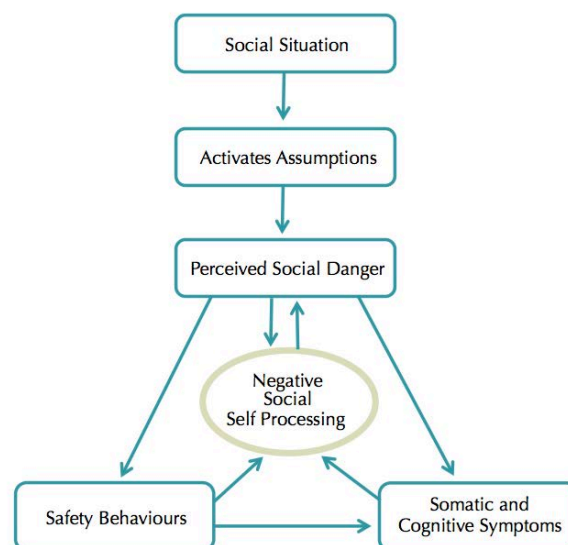 Social Situation
Activates Assumptions
Perceived Social Danger
Negative
Social
Self Processing
Safety Behaviours
Somatic and
Cognitive Symptoms